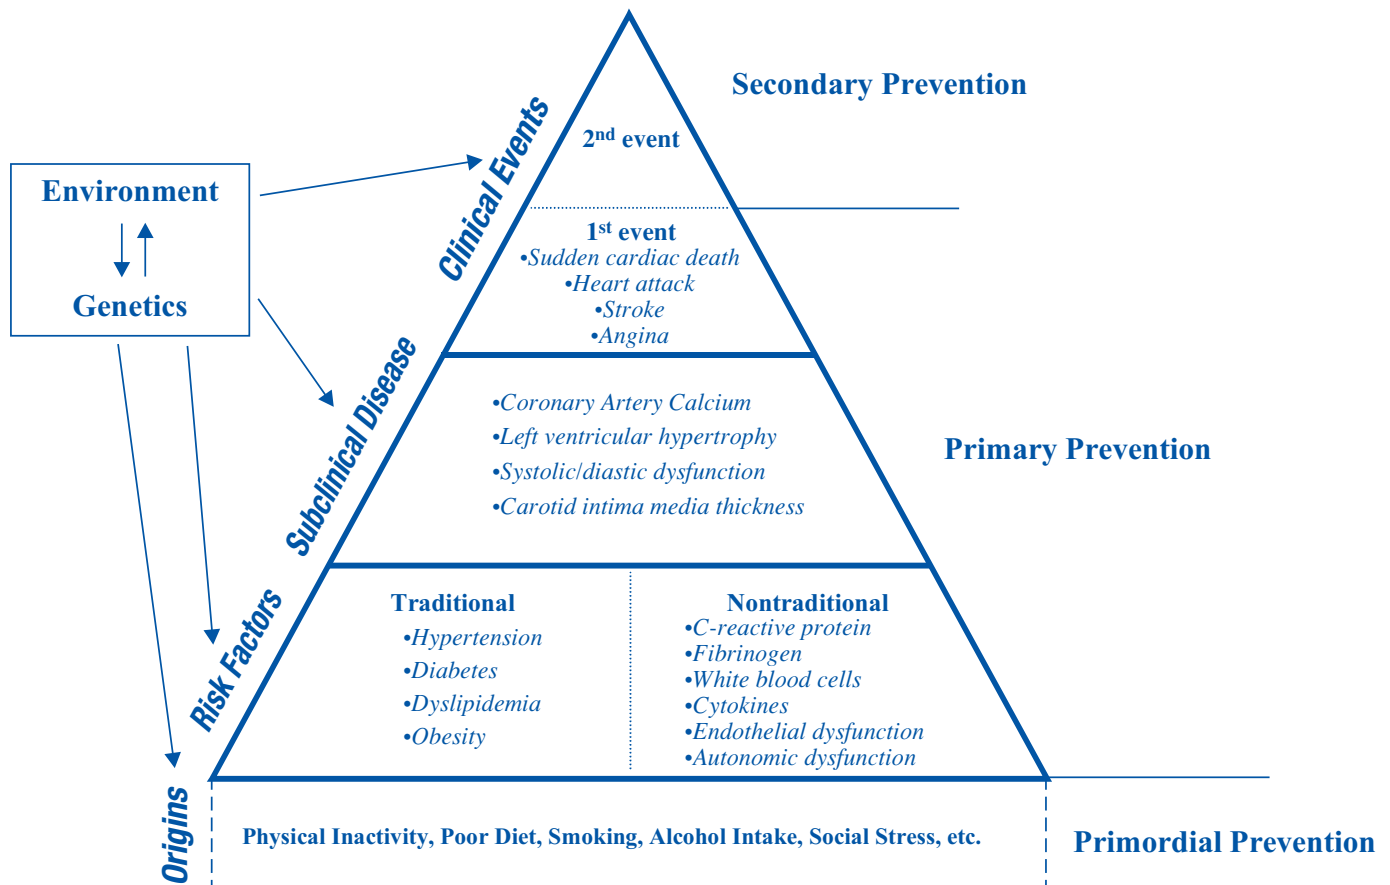 Secondary Prevention
Clinical Events
2nd event
Environment
Genetics
1st event
•Sudden cardiac death
•Heart attack
•Stroke
•Angina
Subclinical Disease
•Coronary Artery Calcium
•Left ventricular hypertrophy
•Systolic/diastic dysfunction
•Carotid intima media thickness
Primary Prevention
Risk Factors
Traditional
•Hypertension
•Diabetes
•Dyslipidemia
•Obesity
Nontraditional
•C-reactive protein
•Fibrinogen
•White blood cells
•Cytokines
•Endothelial dysfunction
•Autonomic dysfunction
Origins
Physical Inactivity, Poor Diet, Smoking, Alcohol Intake, Social Stress, etc.
Primordial Prevention